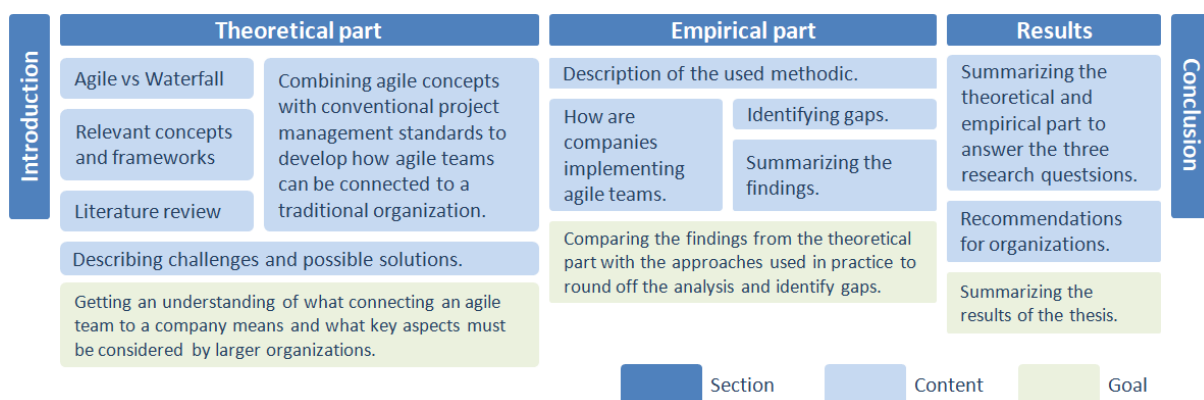 Introduction
Theoretical part
Agile vs Waterfall
Relevant concepts
and frameworks
Literature review
Combining agile concepts
with conventional project
management standards to
develop how agile teams
can be connected to a
traditional organization.
Describing challenges and possible solutions.
Getting an understanding of what connecting an agile
team to a company means and what key aspects must
be considered by larger organizations.
Empirical part
Description of the used methodic.
How are
companies
implementing
agile teams.
Identifying gaps.
Summarizing the
findings.
Comparing the findings from the theoretical
part with the approaches used in practice to
round off the analysis and identify gaps.
Results
Summarizing the
theoretical and
empirical part to
answer the three
research questsions.
Recommendations
for organizations.
Summarizing the
results of the thesis.
Conclusion
Section
Content
Goal